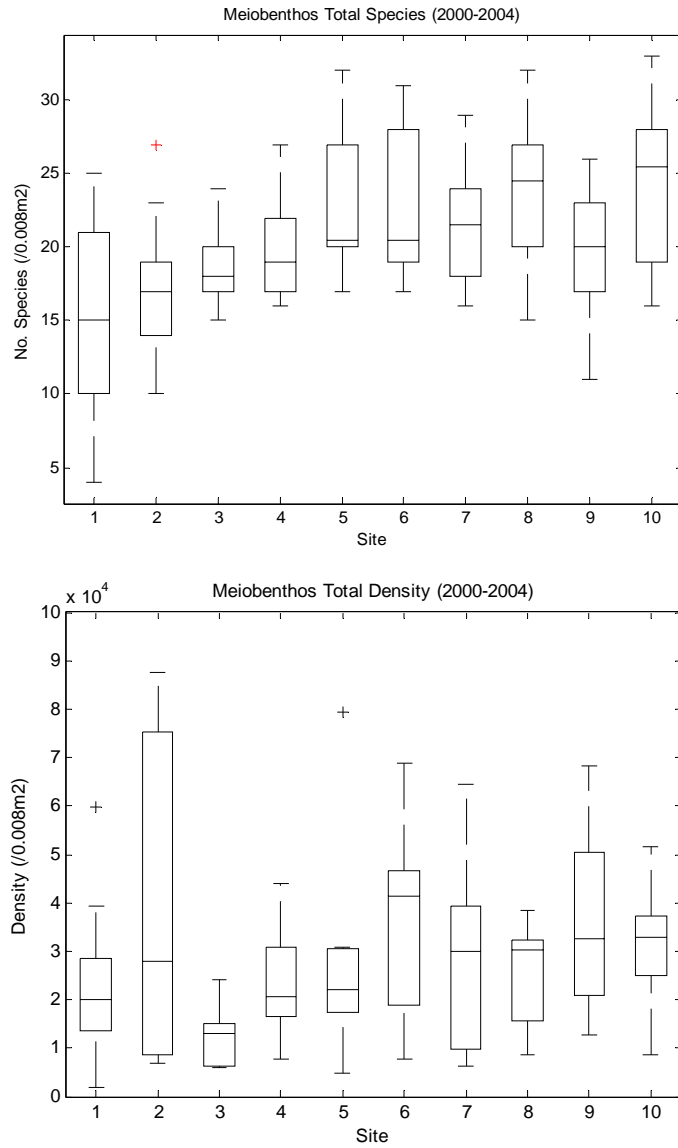 Meiobenthos Total Species (2000-2004)
30
25
20
15
10
5
No. Species (/0.008m2)
1 2 3 4 5 6 7 8 9 10
Site
Meiobenthos Total Density (2000-2004)
x 10^4
10
9
8
7
6
5
4
3
2
1
0
Density (/0.008m2)
1 2 3 4 5 6 7 8 9 10
Site